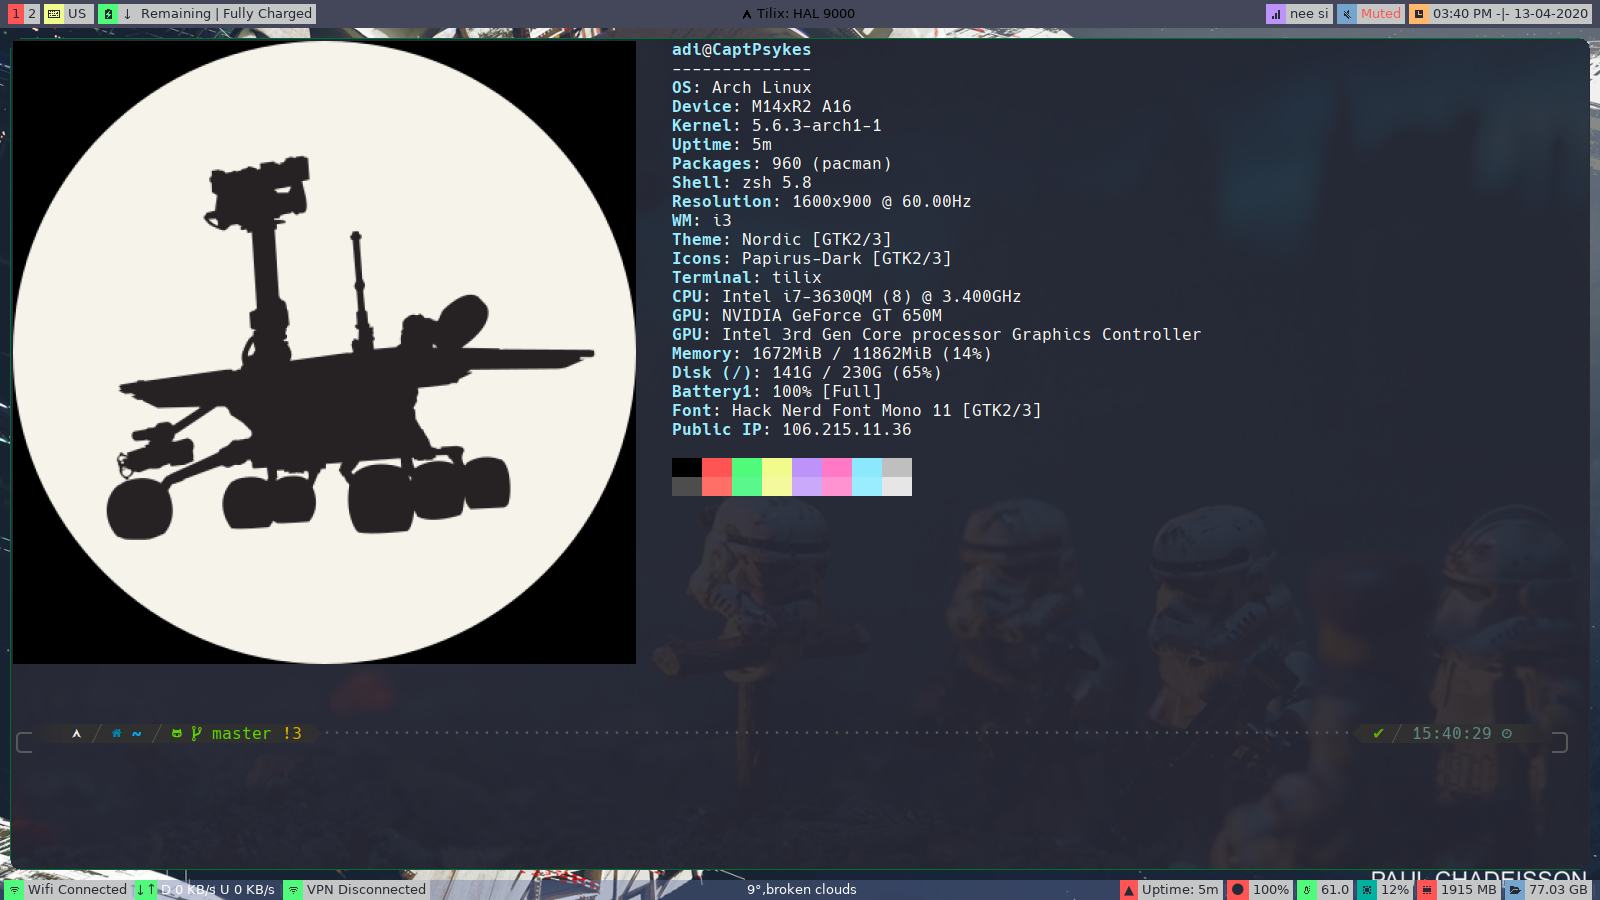 1 2 US ↓ Remaining | Fully Charged
Tilix: HAL 9000
nee si Muted 03:40 PM -|- 13-04-2020
adi@CaptPsykes
--------------
OS: Arch Linux
Device: M14xR2 A16
Kernel: 5.6.3-arch1-1
Uptime: 5m
Packages: 960 (pacman)
Shell: zsh 5.8
Resolution: 1600x900 @ 60.00Hz
WM: i3
Theme: Nordic [GTK2/3]
Icons: Papirus-Dark [GTK2/3]
Terminal: tilix
CPU: Intel i7-3630QM (8) @ 3.400GHz
GPU: NVIDIA GeForce GT 650M
GPU: Intel 3rd Gen Core processor Graphics Controller
Memory: 1672MiB / 11862MiB (14%)
Disk (/): 141G / 230G (65%)
Battery1: 100% [Full]
Font: Hack Nerd Font Mono 11 [GTK2/3]
Public IP: 106.215.11.36
/ ~ / master !3
✔ / 15:40:29
PAUL CHADEISSON
Wifi Connected ↓↑ D 0 KB/s U 0 KB/s VPN Disconnected
9°,broken clouds
Uptime: 5m 100% 61.0 12% 1915 MB 77.03 GB